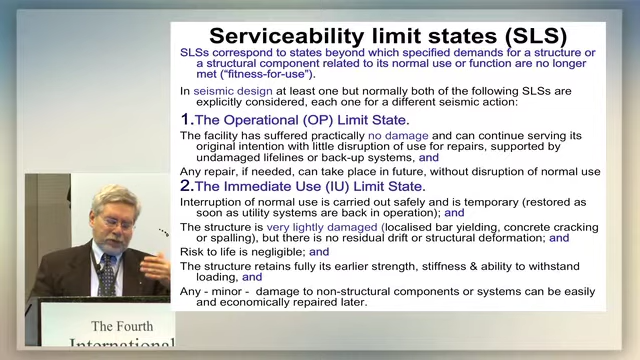 Serviceability limit states (SLS)
SLSs correspond to states beyond which specified demands for a structure or
a structural component related to its normal use or function are no longer
met (“fitness-for-use”).
In seismic design at least one but normally both of the following SLSs are
explicitly considered, each one for a different seismic action:
1.The Operational (OP) Limit State.
The facility has suffered practically no damage and can continue serving its
original intention with little disruption of use for repairs, supported by
undamaged lifelines or back-up systems, and
Any repair, if needed, can take place in future, without disruption of normal use
2.The Immediate Use (IU) Limit State.
Interruption of normal use is carried out safely and is temporary (restored as
soon as utility systems are back in operation); and
The structure is very lightly damaged (localised bar yielding, concrete cracking
or spalling), but there is no residual drift or structural deformation; and
Risk to life is negligible; and
The structure retains fully its earlier strength, stiffness & ability to withstand
loading, and
Any - minor - damage to non-structural components or systems can be easily
and economically repaired later.
The Fourth
International